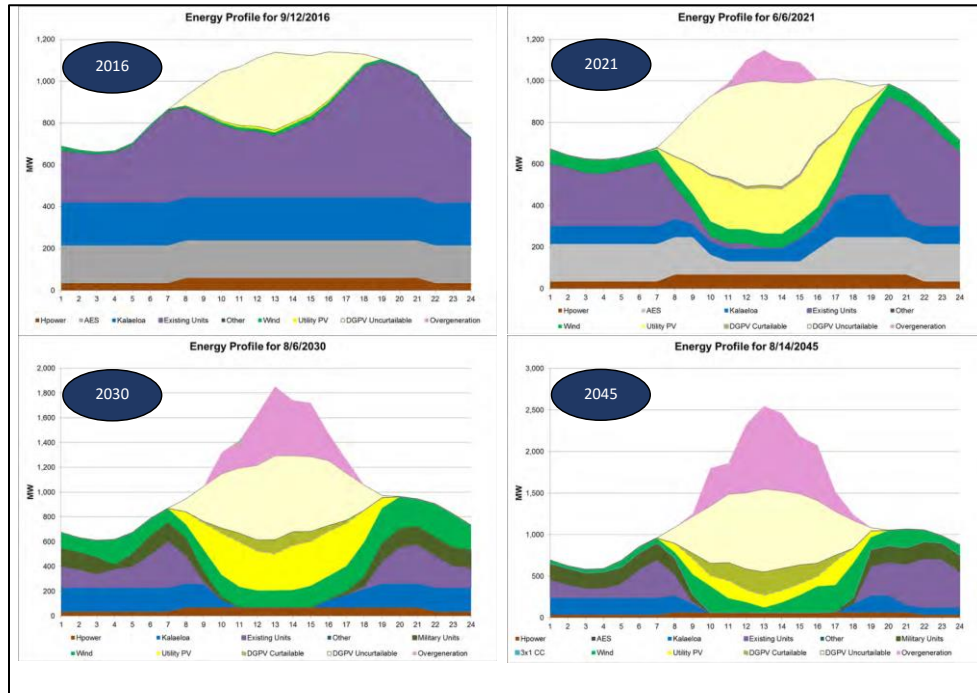 Energy Profile for 9/12/2016
2016
1,200
1,000
800
600
400
200
0
MW
1 2 3 4 5 6 7 8 9 10 11 12 13 14 15 16 17 18 19 20 21 22 23 24
Hpower AES Kalaeloa Existing Units Other Wind Utility PV DGPV Uncurtailable Overgeneration
Energy Profile for 6/6/2021
2021
1,200
1,000
800
600
400
200
0
MW
1 2 3 4 5 6 7 8 9 10 11 12 13 14 15 16 17 18 19 20 21 22 23 24
Hpower AES Kalaeloa Existing Units Other
Wind Utility PV DGPV Curtailable DGPV Uncurtailable Overgeneration
Energy Profile for 8/6/2030
2030
2,000
1,800
1,600
1,400
1,200
1,000
800
600
400
200
0
MW
1 2 3 4 5 6 7 8 9 10 11 12 13 14 15 16 17 18 19 20 21 22 23 24
Hpower Kalaeloa Existing Units Other Military Units
Wind Utility PV DGPV Curtailable DGPV Uncurtailable Overgeneration
Energy Profile for 8/14/2045
2045
3,000
2,500
2,000
1,500
1,000
500
0
MW
1 2 3 4 5 6 7 8 9 10 11 12 13 14 15 16 17 18 19 20 21 22 23 24
Hpower AES Kalaeloa Existing Units Other Military Units
3x1 CC Wind Utility PV DGPV Curtailable DGPV Uncurtailable Overgeneration